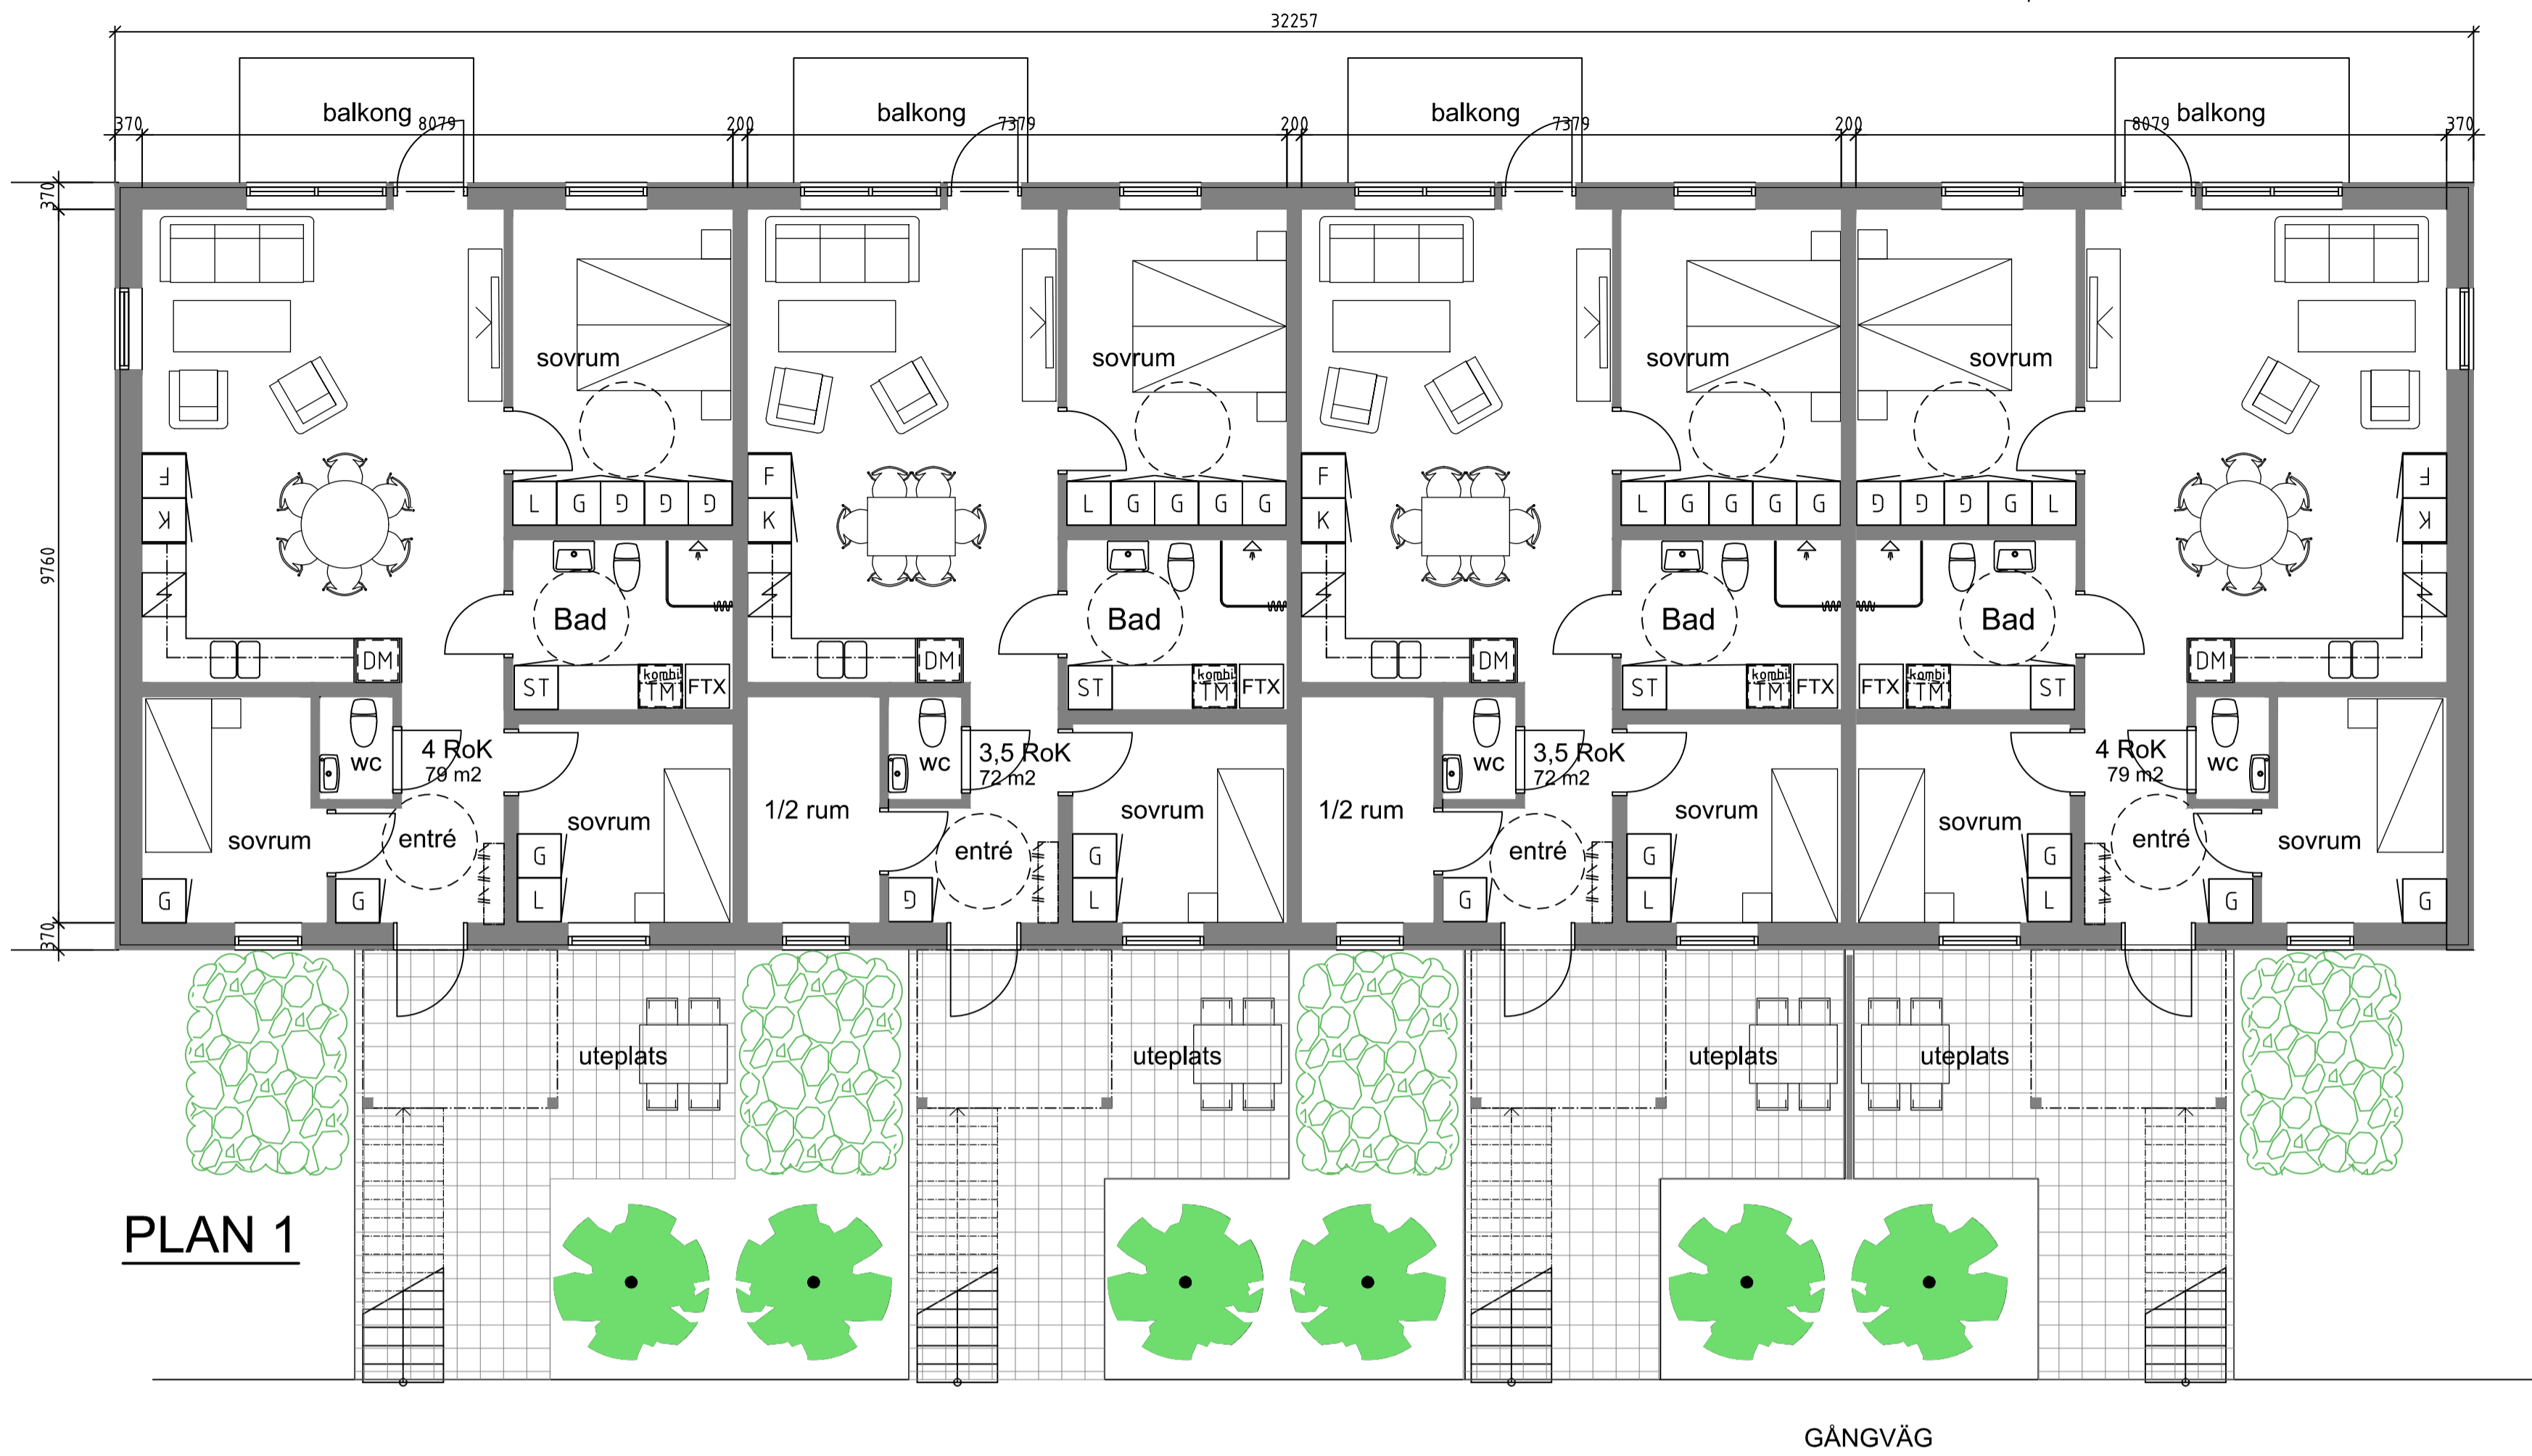 32257
balkong balkong balkong balkong
370 8079 200 7379 200 7379 200 8079 370
370
sovrum sovrum sovrum sovrum
F F F F
K K K K
L G G G G L G G G G L G G G G G G G G L
9760
Bad Bad Bad Bad
DM DM DM DM
ST kombi TM FTX ST kombi TM FTX ST kombi TM FTX FTX kombi TM ST
wc 4 RoK wc 3,5 RoK wc 3,5 RoK 4 RoK wc
79 m2 72 m2 72 m2 79 m2
1/2 rum sovrum 1/2 rum sovrum
sovrum entré sovrum entré entré sovrum entré sovrum
G G G G
G G L G L G L L G G
G G
370
uteplats uteplats uteplats uteplats
PLAN 1
GÅNGVÄG